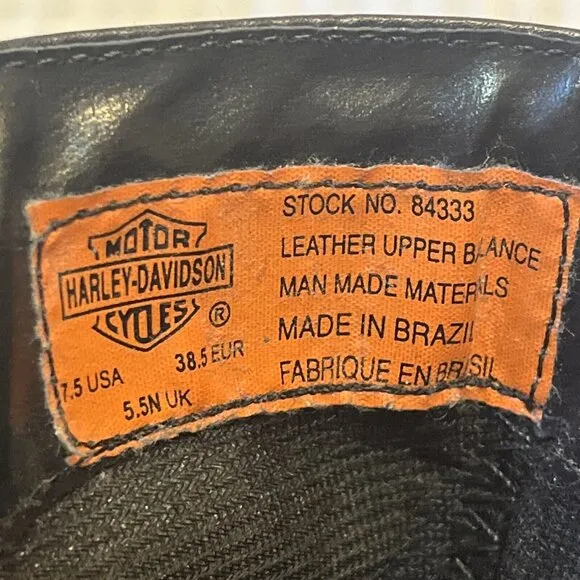 MOTOR
HARLEY-DAVIDSON
CYCLES
®
7.5 USA
38.5 EUR
5.5N UK
STOCK NO. 84333
LEATHER UPPER BALANCE
MAN MADE MATERIALS
MADE IN BRAZIL
FABRIQUE EN BRASIL